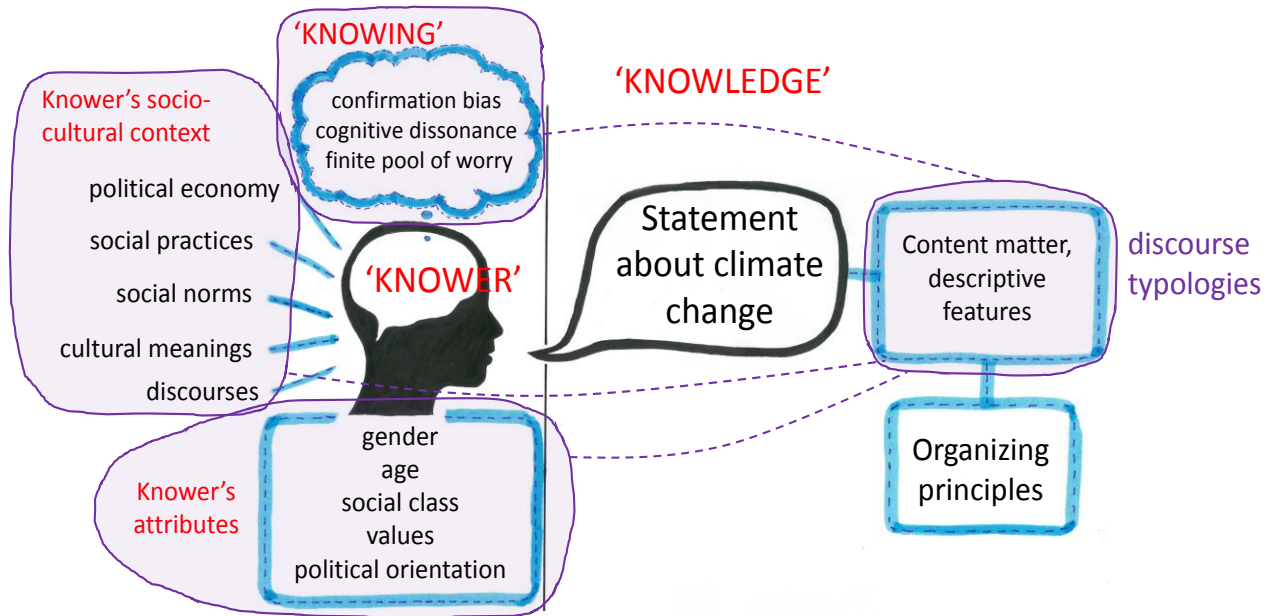 ‘KNOWING’
confirmation bias
cognitive dissonance
finite pool of worry
Knower’s socio-
cultural context
political economy
social practices
social norms
cultural meanings
discourses
‘KNOWER’
Knower’s
attributes
gender
age
social class
values
political orientation
‘KNOWLEDGE’
Statement
about climate
change
Content matter,
descriptive
features
discourse
typologies
Organizing
principles